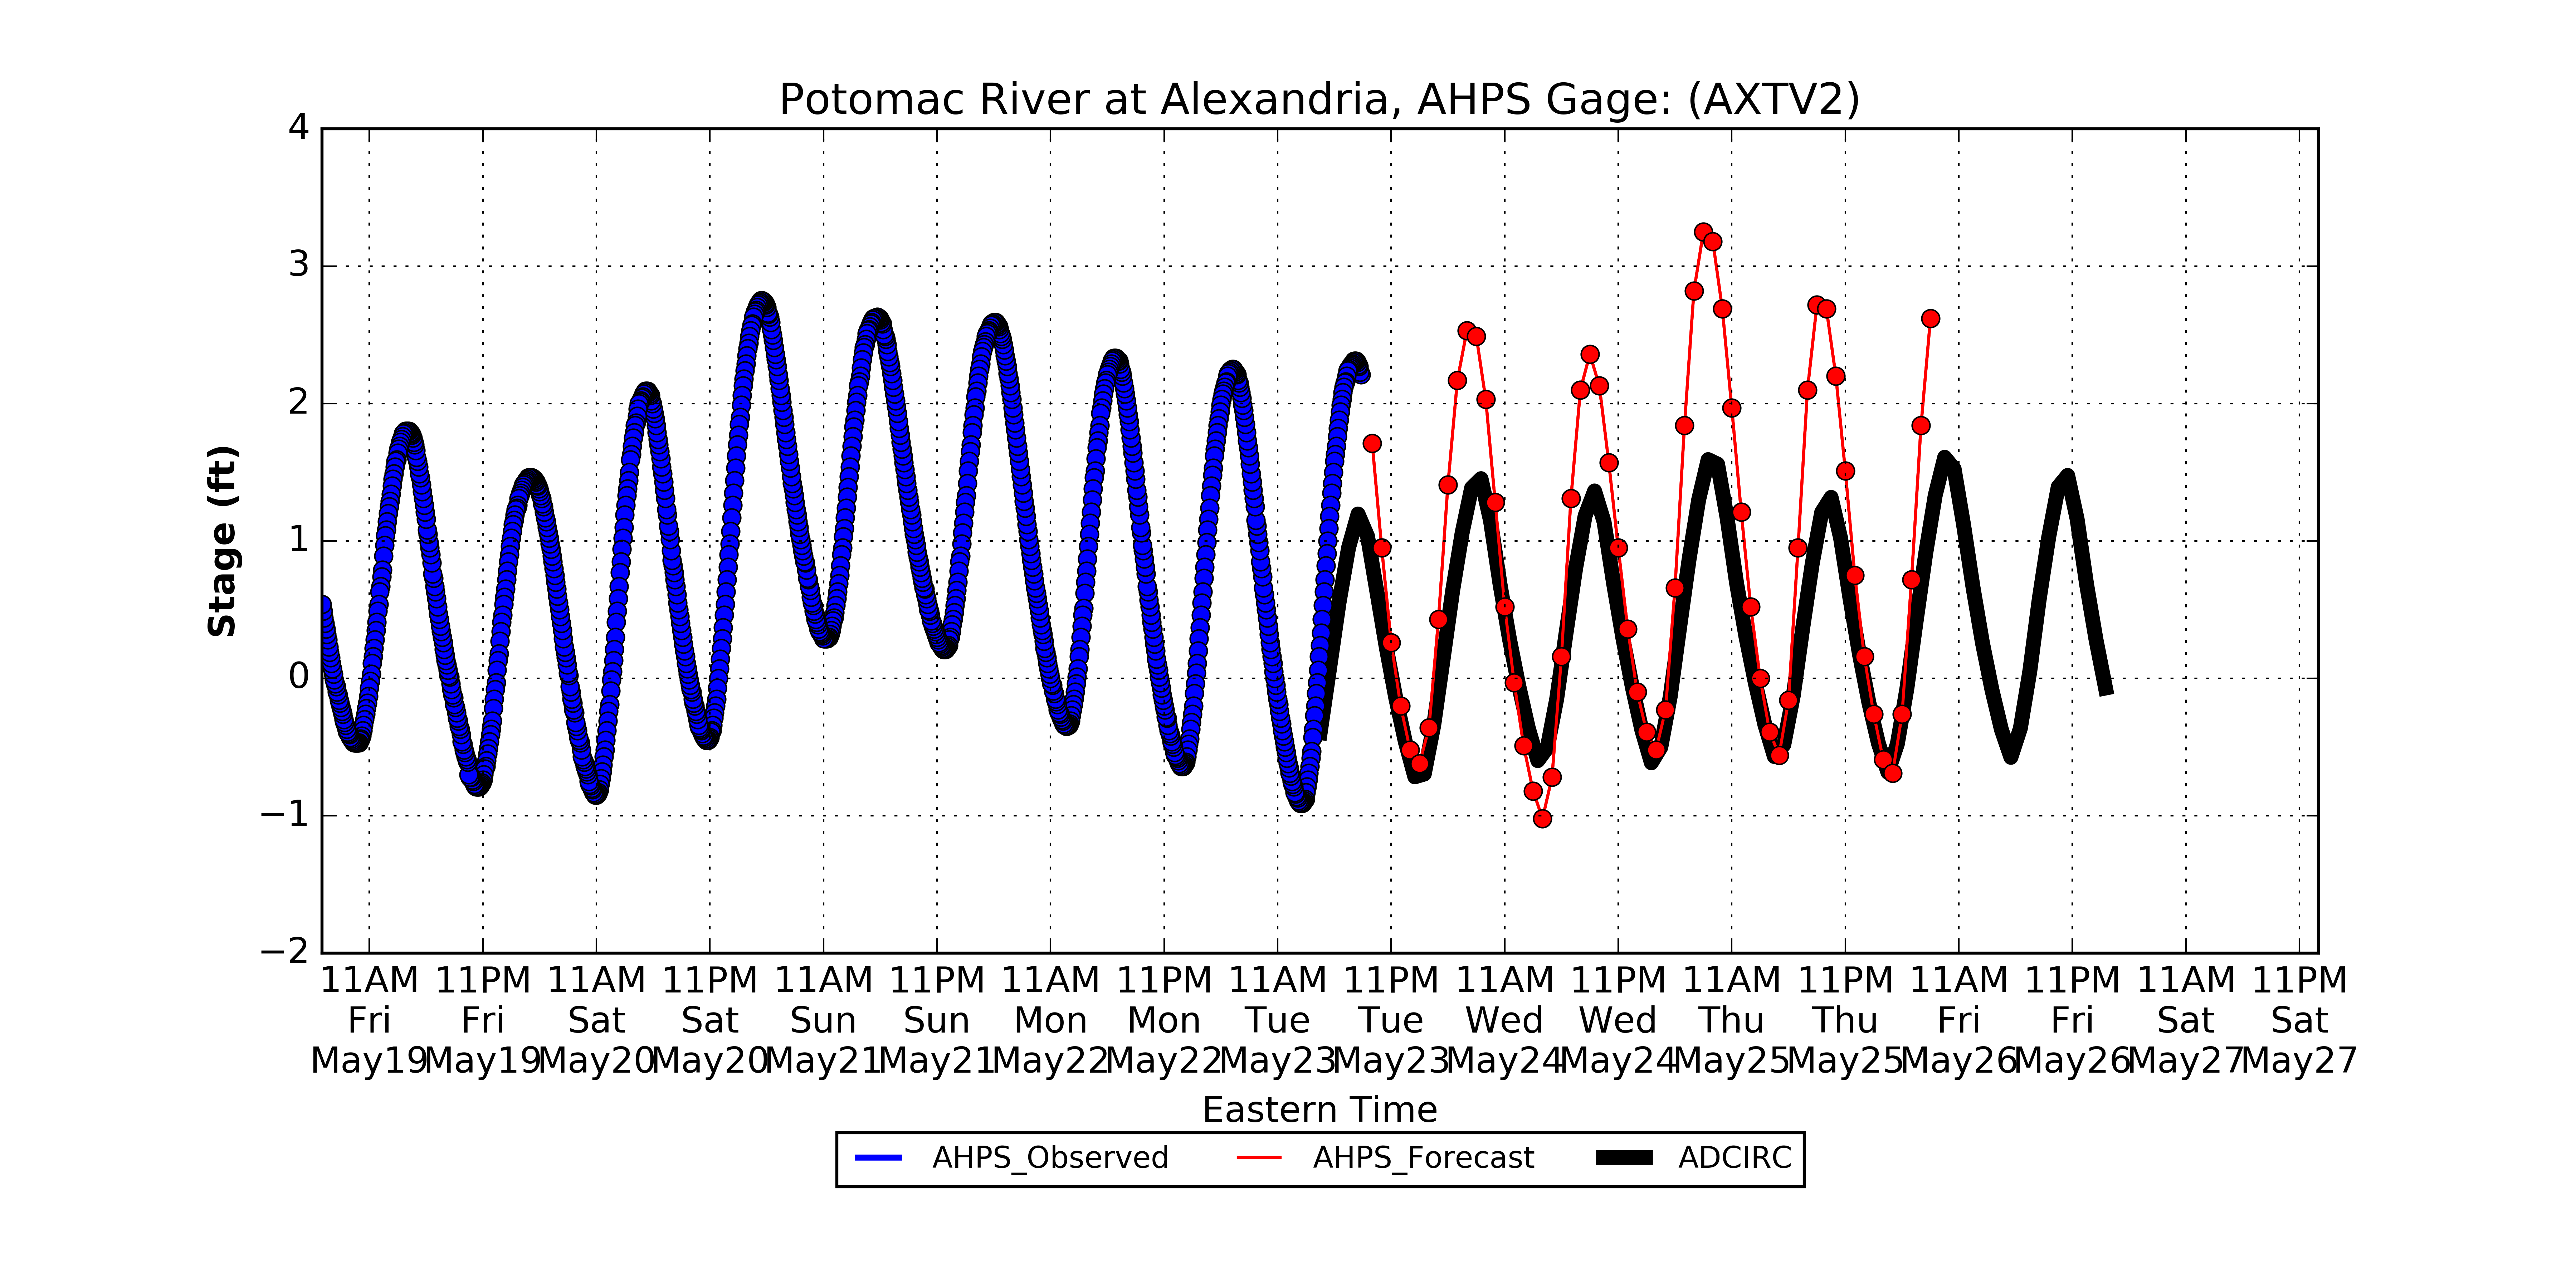 Potomac River at Alexandria, AHPS Gage: (AXTV2)
4
3
2
1
0
−1
−2
Stage (ft)
11AM 11PM 11AM 11PM 11AM 11PM 11AM 11PM 11AM 11PM 11AM 11PM 11AM 11PM 11AM 11PM 11AM 11PM
Fri Fri Sat Sat Sun Sun Mon Mon Tue Tue Wed Wed Thu Thu Fri Fri Sat Sat
May19 May19 May20 May20 May21 May21 May22 May22 May23 May23 May24 May24 May25 May25 May26 May26 May27 May27
Eastern Time
AHPS_Observed AHPS_Forecast ADCIRC